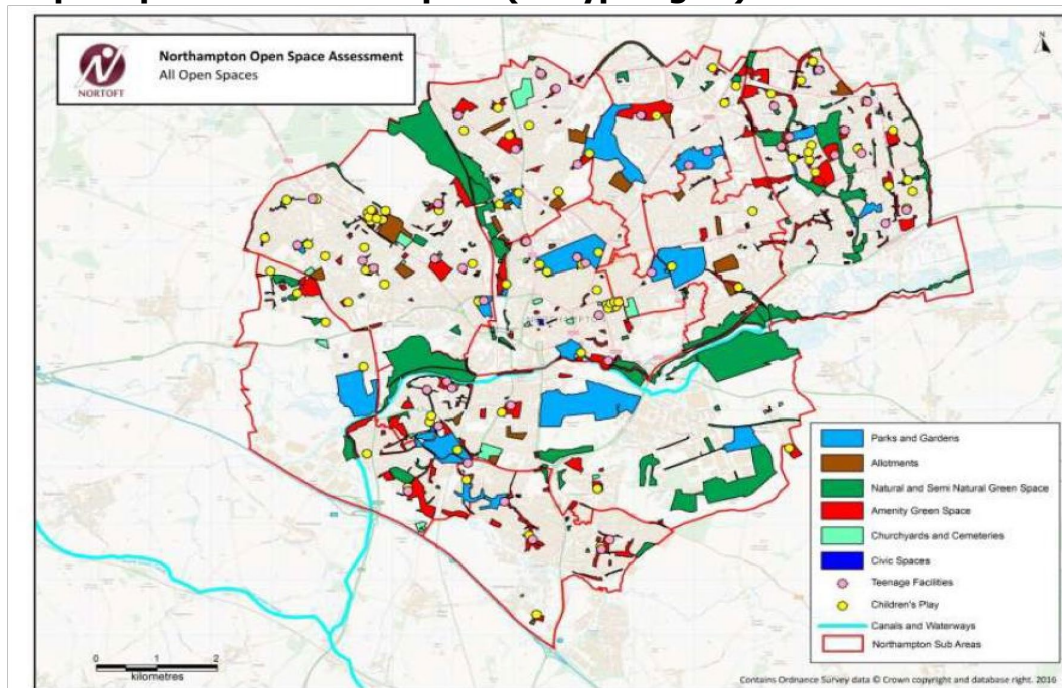 Northampton Open Space Assessment
All Open Spaces
NORTOFT
N
NORTHAMPTON
Parks and Gardens
Allotments
Natural and Semi Natural Green Space
Amenity Green Space
Churchyards and Cemeteries
Civic Spaces
Teenage Facilities
Children's Play
Canals and Waterways
Northampton Sub Areas
0 1 2
kilometres
Contains Ordnance Survey data © Crown copyright and database right. 2016